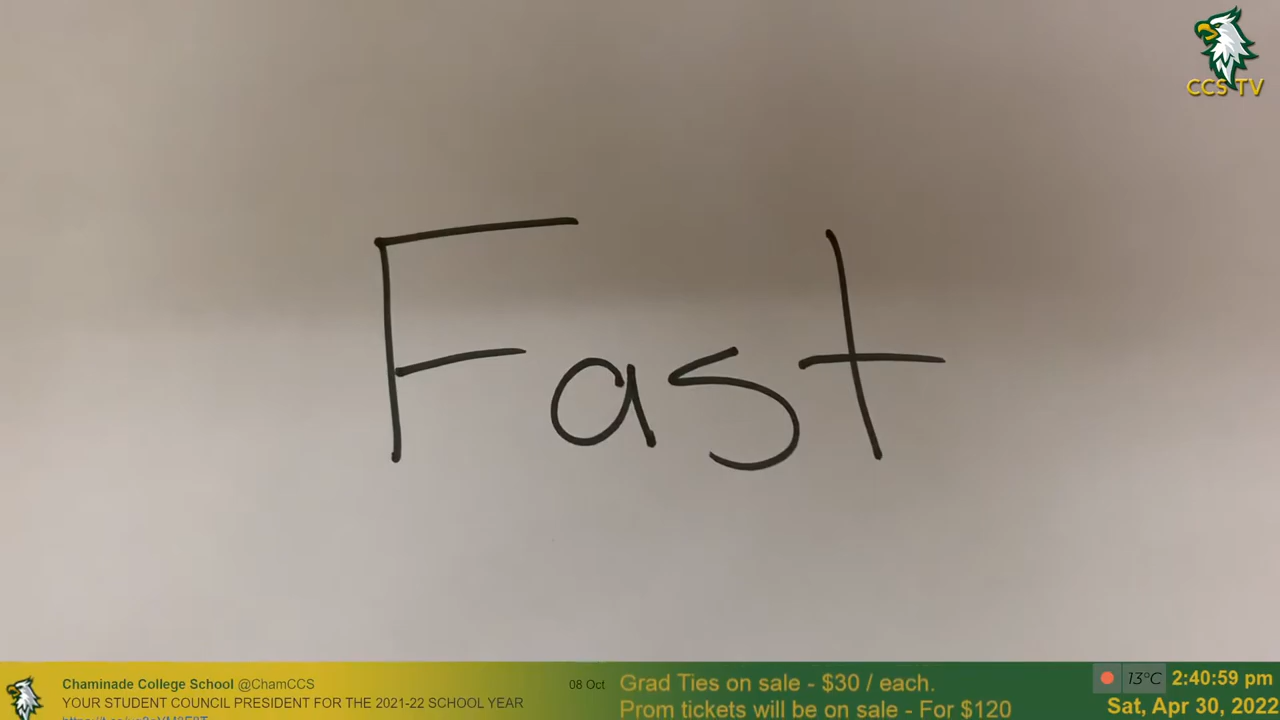 CCS TV
Fast
Chaminade College School @ChamCCS
08 Oct
YOUR STUDENT COUNCIL PRESIDENT FOR THE 2021-22 SCHOOL YEAR
Grad Ties on sale - $30 / each.
Prom tickets will be on sale - For $120
13°C
2:40:59 pm
Sat, Apr 30, 2022